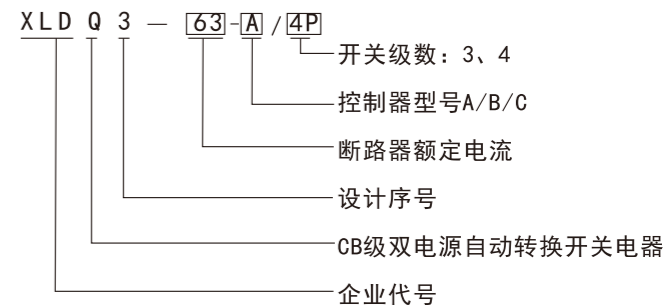 XLD Q 3 — 63-A/4P
开关级数：3、4
控制器型号A/B/C
断路器额定电流
设计序号
CB级双电源自动转换开关电器
企业代号